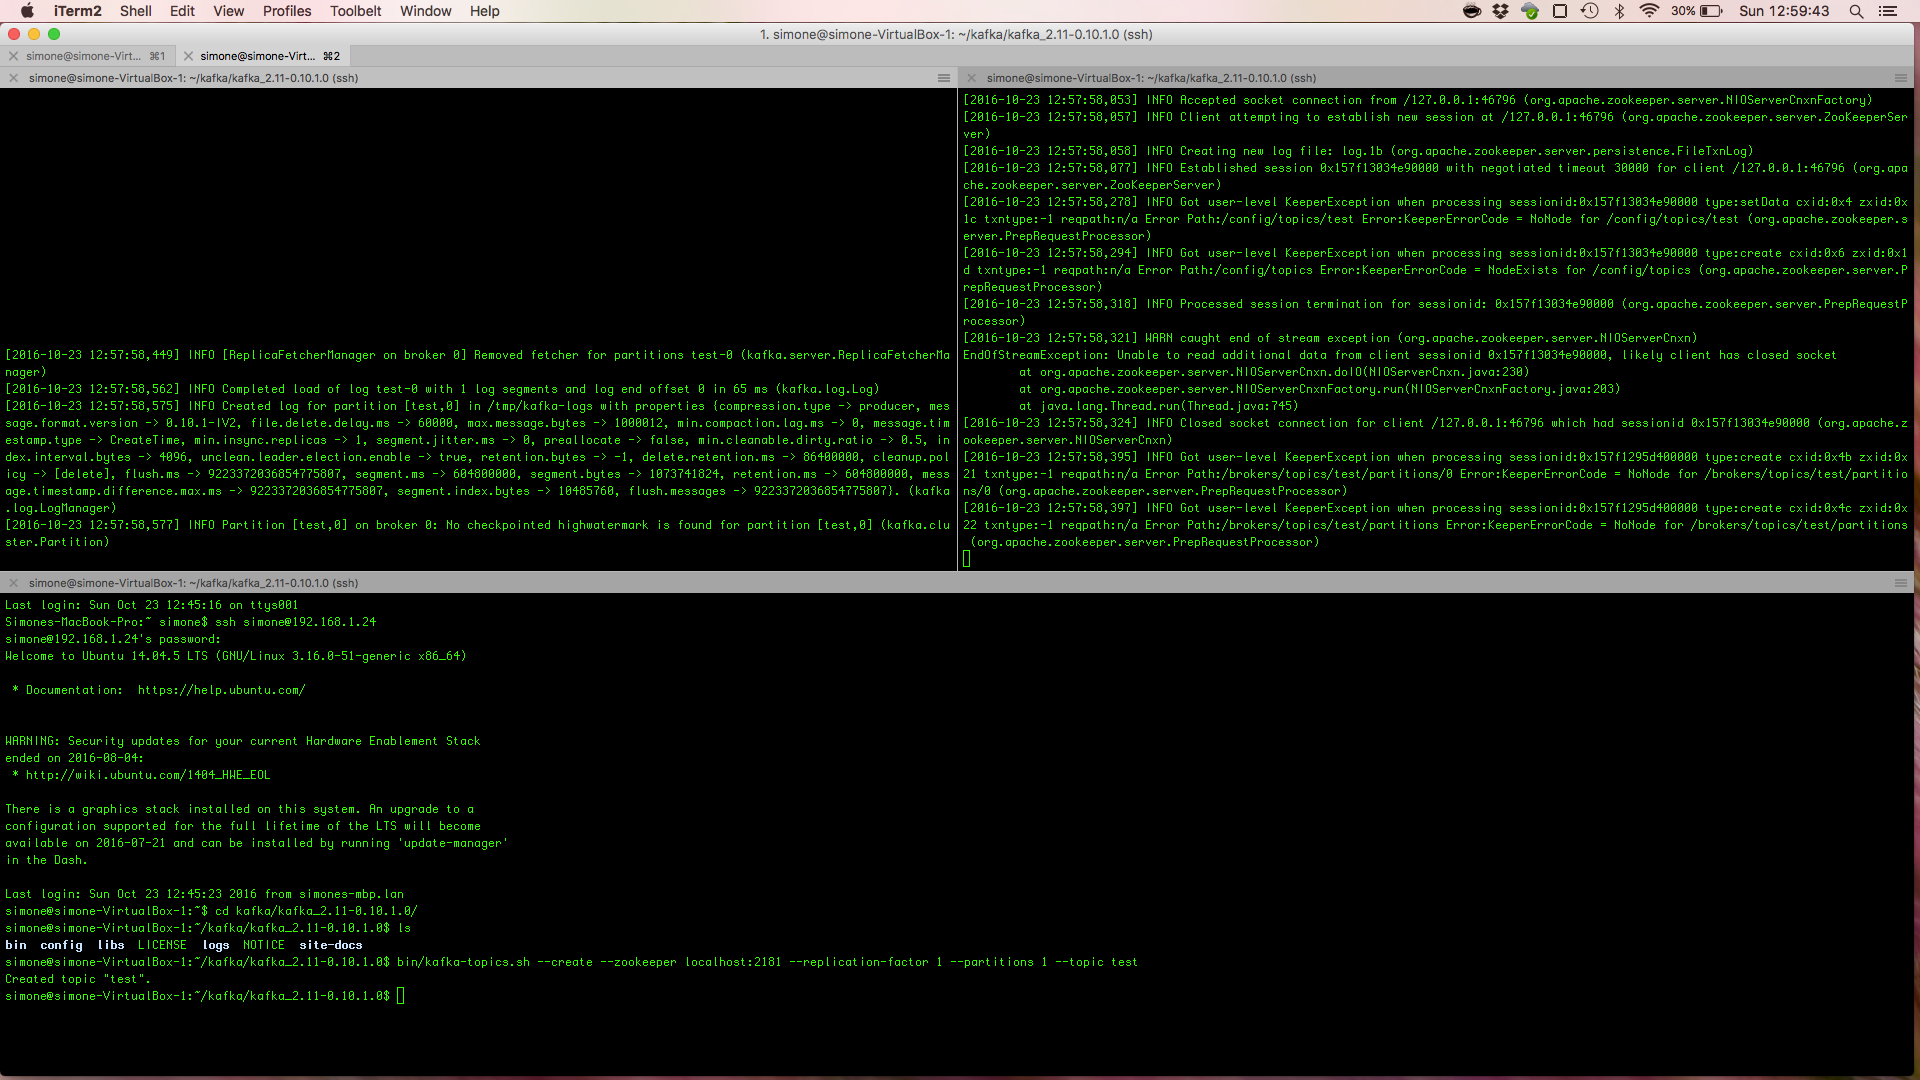 iTerm2 Shell Edit View Profiles Toolbelt Window Help 30% Sun 12:59:43
1. simone@simone-VirtualBox-1: ~/kafka/kafka_2.11-0.10.1.0 (ssh)
simone@simone-VirtualBox-1: ~/kafka/kafka_2.11-0.10.1.0 (ssh)
simone@simone-Virt... ⌘1 simone@simone-Virt... ⌘2
[2016-10-23 12:57:58,449] INFO [ReplicaFetcherManager on broker 0] Removed fetcher for partitions test-0 (kafka.server.ReplicaFetcherMa
nager)
[2016-10-23 12:57:58,562] INFO Completed load of log test-0 with 1 log segments and log end offset 0 in 65 ms (kafka.log.Log)
[2016-10-23 12:57:58,575] INFO Created log for partition [test,0] in /tmp/kafka-logs with properties {compression.type -> producer, mes
sage.format.version -> 0.10.1-IV2, file.delete.delay.ms -> 60000, max.message.bytes -> 1000012, min.compaction.lag.ms -> 0, message.tim
estamp.type -> CreateTime, min.insync.replicas -> 1, segment.jitter.ms -> 0, preallocate -> false, min.cleanable.dirty.ratio -> 0.5, in
dex.interval.bytes -> 4096, unclean.leader.election.enable -> true, retention.bytes -> -1, delete.retention.ms -> 86400000, cleanup.pol
icy -> [delete], flush.ms -> 9223372036854775807, segment.ms -> 604800000, segment.bytes -> 1073741824, retention.ms -> 604800000, mess
age.timestamp.difference.max.ms -> 9223372036854775807, segment.index.bytes -> 10485760, flush.messages -> 9223372036854775807}. (kafka
.log.LogManager)
[2016-10-23 12:57:58,577] INFO Partition [test,0] on broker 0: No checkpointed highwatermark is found for partition [test,0] (kafka.clu
ster.Partition)
simone@simone-VirtualBox-1: ~/kafka/kafka_2.11-0.10.1.0 (ssh)
[2016-10-23 12:57:58,053] INFO Accepted socket connection from /127.0.0.1:46796 (org.apache.zookeeper.server.NIOServerCnxnFactory)
[2016-10-23 12:57:58,057] INFO Client attempting to establish new session at /127.0.0.1:46796 (org.apache.zookeeper.server.ZooKeeperSer
ver)
[2016-10-23 12:57:58,058] INFO Creating new log file: log.1b (org.apache.zookeeper.server.persistence.FileTxnLog)
[2016-10-23 12:57:58,077] INFO Established session 0x157f13034e90000 with negotiated timeout 30000 for client /127.0.0.1:46796 (org.apa
che.zookeeper.server.ZooKeeperServer)
[2016-10-23 12:57:58,278] INFO Got user-level KeeperException when processing sessionid:0x157f13034e90000 type:setData cxid:0x4 zxid:0x
1c txntype:-1 reqpath:n/a Error Path:/config/topics/test Error:KeeperErrorCode = NoNode for /config/topics/test (org.apache.zookeeper.s
erver.PrepRequestProcessor)
[2016-10-23 12:57:58,294] INFO Got user-level KeeperException when processing sessionid:0x157f13034e90000 type:create cxid:0x6 zxid:0x1
d txntype:-1 reqpath:n/a Error Path:/config/topics Error:KeeperErrorCode = NodeExists for /config/topics (org.apache.zookeeper.server.P
repRequestProcessor)
[2016-10-23 12:57:58,318] INFO Processed session termination for sessionid: 0x157f13034e90000 (org.apache.zookeeper.server.PrepRequestP
rocessor)
[2016-10-23 12:57:58,321] WARN caught end of stream exception (org.apache.zookeeper.server.NIOServerCnxn)
EndOfStreamException: Unable to read additional data from client sessionid 0x157f13034e90000, likely client has closed socket
at org.apache.zookeeper.server.NIOServerCnxn.doIO(NIOServerCnxn.java:230)
at org.apache.zookeeper.server.NIOServerCnxnFactory.run(NIOServerCnxnFactory.java:203)
at java.lang.Thread.run(Thread.java:745)
[2016-10-23 12:57:58,324] INFO Closed socket connection for client /127.0.0.1:46796 which had sessionid 0x157f13034e90000 (org.apache.z
ookeeper.server.NIOServerCnxn)
[2016-10-23 12:57:58,395] INFO Got user-level KeeperException when processing sessionid:0x157f1295d400000 type:create cxid:0x4b zxid:0x
21 txntype:-1 reqpath:n/a Error Path:/brokers/topics/test/partitions/0 Error:KeeperErrorCode = NoNode for /brokers/topics/test/partitio
ns/0 (org.apache.zookeeper.server.PrepRequestProcessor)
[2016-10-23 12:57:58,397] INFO Got user-level KeeperException when processing sessionid:0x157f1295d400000 type:create cxid:0x4c zxid:0x
22 txntype:-1 reqpath:n/a Error Path:/brokers/topics/test/partitions Error:KeeperErrorCode = NoNode for /brokers/topics/test/partitions
(org.apache.zookeeper.server.PrepRequestProcessor)
simone@simone-VirtualBox-1: ~/kafka/kafka_2.11-0.10.1.0 (ssh)
Last login: Sun Oct 23 12:45:16 on ttys001
Simones-MacBook-Pro:~ simone$ ssh simone@192.168.1.24
simone@192.168.1.24's password:
Welcome to Ubuntu 14.04.5 LTS (GNU/Linux 3.16.0-51-generic x86_64)
* Documentation:  https://help.ubuntu.com/
WARNING: Security updates for your current Hardware Enablement Stack
ended on 2016-08-04:
* http://wiki.ubuntu.com/1404_HWE_EOL
There is a graphics stack installed on this system. An upgrade to a
configuration supported for the full lifetime of the LTS will become
available on 2016-07-21 and can be installed by running 'update-manager'
in the Dash.
Last login: Sun Oct 23 12:45:23 2016 from simones-mbp.lan
simone@simone-VirtualBox-1:~$ cd kafka/kafka_2.11-0.10.1.0/
simone@simone-VirtualBox-1:~/kafka/kafka_2.11-0.10.1.0$ ls
bin  config  libs  LICENSE  logs  NOTICE  site-docs
simone@simone-VirtualBox-1:~/kafka/kafka_2.11-0.10.1.0$ bin/kafka-topics.sh --create --zookeeper localhost:2181 --replication-factor 1 --partitions 1 --topic test
Created topic "test".
simone@simone-VirtualBox-1:~/kafka/kafka_2.11-0.10.1.0$